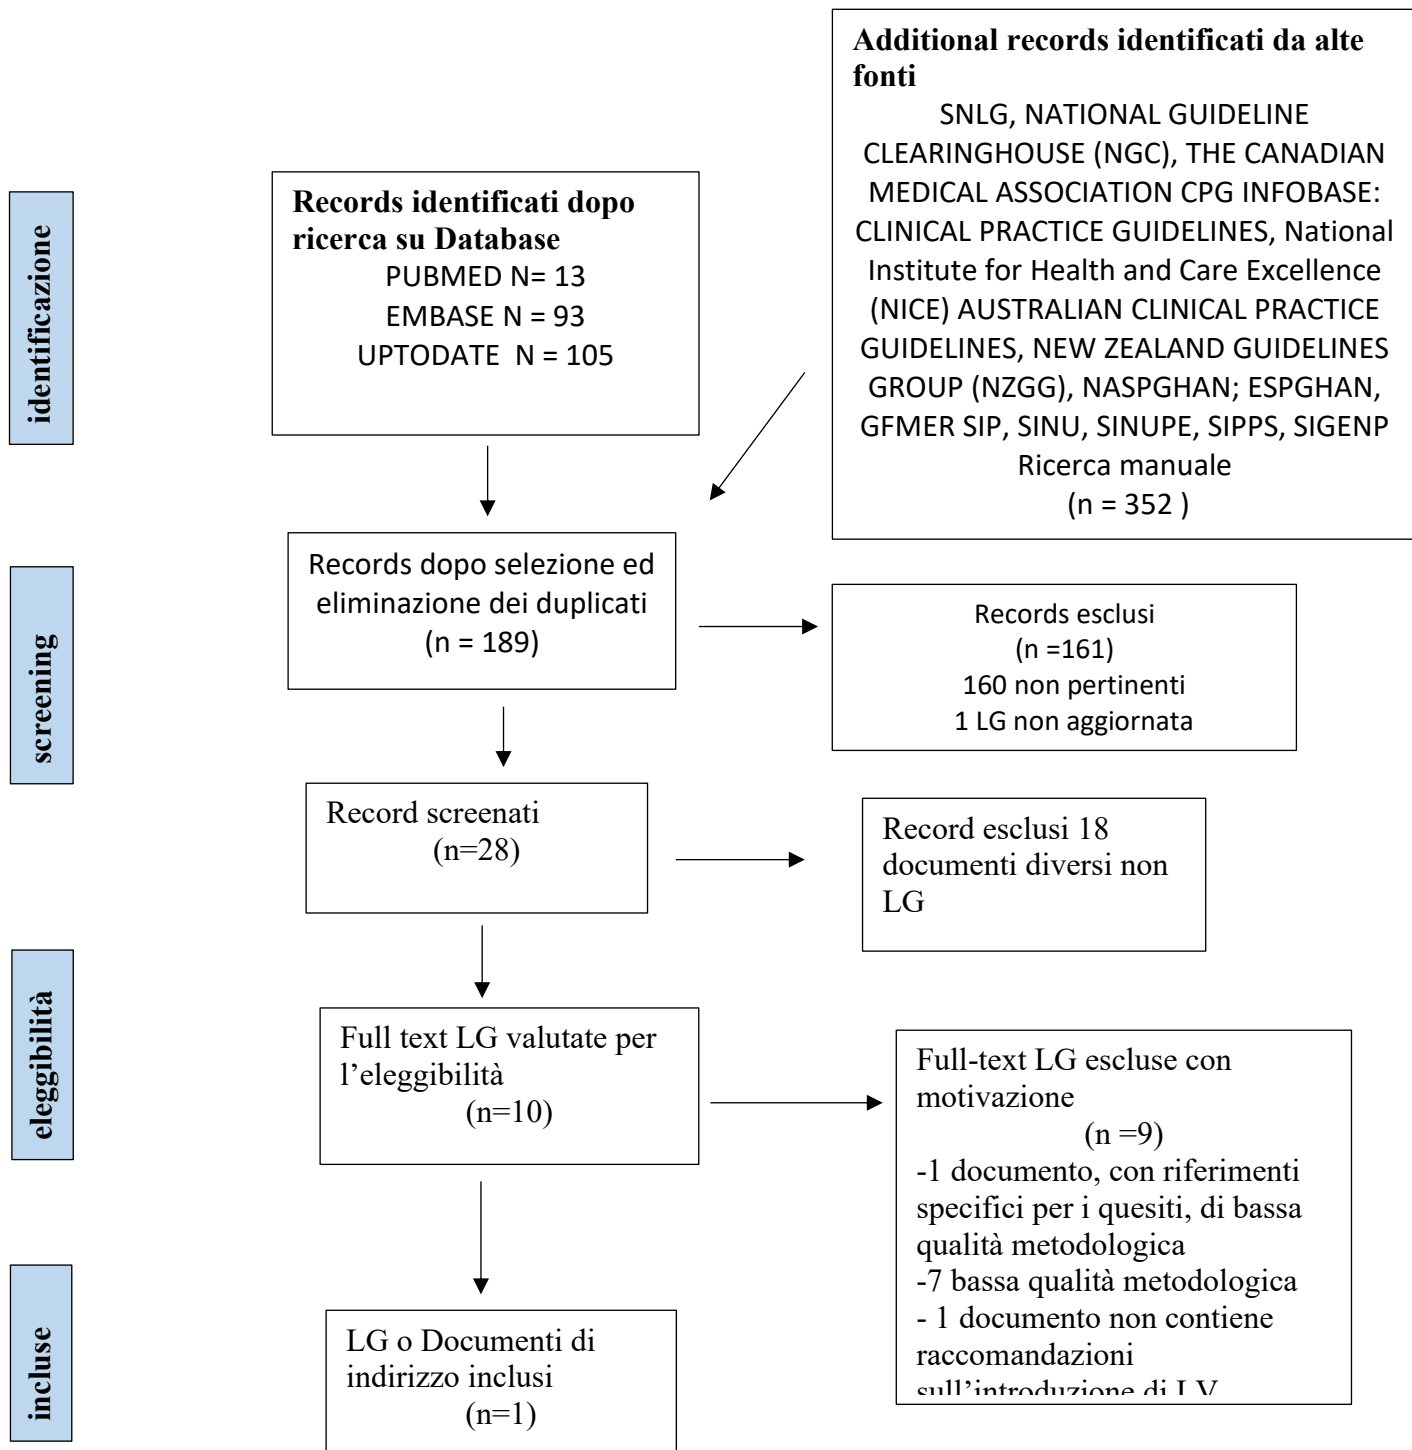 Additional records identificati da alte
fonti
SNLG, NATIONAL GUIDELINE
CLEARINGHOUSE (NGC), THE CANADIAN
MEDICAL ASSOCIATION CPG INFOBASE:
CLINICAL PRACTICE GUIDELINES, National
Institute for Health and Care Excellence
(NICE) AUSTRALIAN CLINICAL PRACTICE
GUIDELINES, NEW ZEALAND GUIDELINES
GROUP (NZGG), NASPGHAN; ESPGHAN,
GFMER SIP, SINU, SINUPE, SIPPS, SIGENP
Ricerca manuale
(n = 352 )
identificazione
Records identificati dopo
ricerca su Database
PUBMED N= 13
EMBASE N = 93
UPTODATE  N = 105
screening
Records dopo selezione ed
eliminazione dei duplicati
(n = 189)
Records esclusi
(n =161)
160 non pertinenti
1 LG non aggiornata
Record screenati
(n=28)
Record esclusi 18
documenti diversi non
LG
eleggibilità
Full text LG valutate per
l’eleggibilità
(n=10)
Full-text LG escluse con
motivazione
(n =9)
-1 documento, con riferimenti
specifici per i quesiti, di bassa
qualità metodologica
-7 bassa qualità metodologica
- 1 documento non contiene
raccomandazioni
sull’introduzione di LV
incluse
LG o Documenti di
indirizzo inclusi
(n=1)